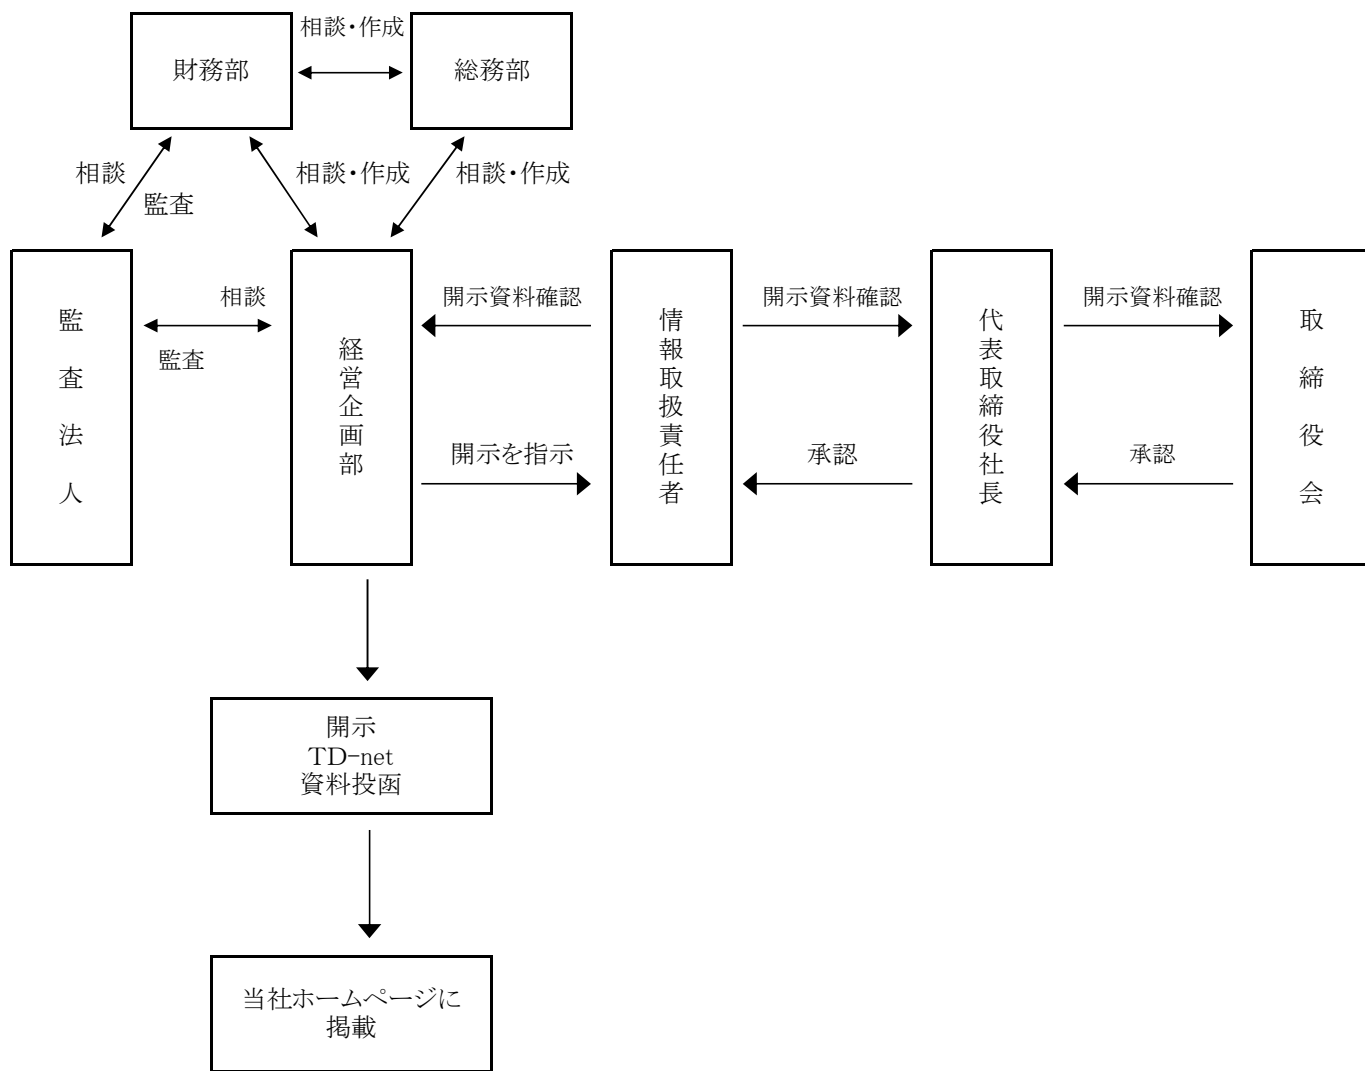 相談・作成
財務部
総務部
相談
監査
相談・作成
相談・作成
監査法人
相談
監査
経営企画部
開示資料確認
開示を指示
情報取扱責任者
開示資料確認
承認
代表取締役社長
開示資料確認
承認
取締役会
開示
TD-net
資料投函
当社ホームページに
掲載